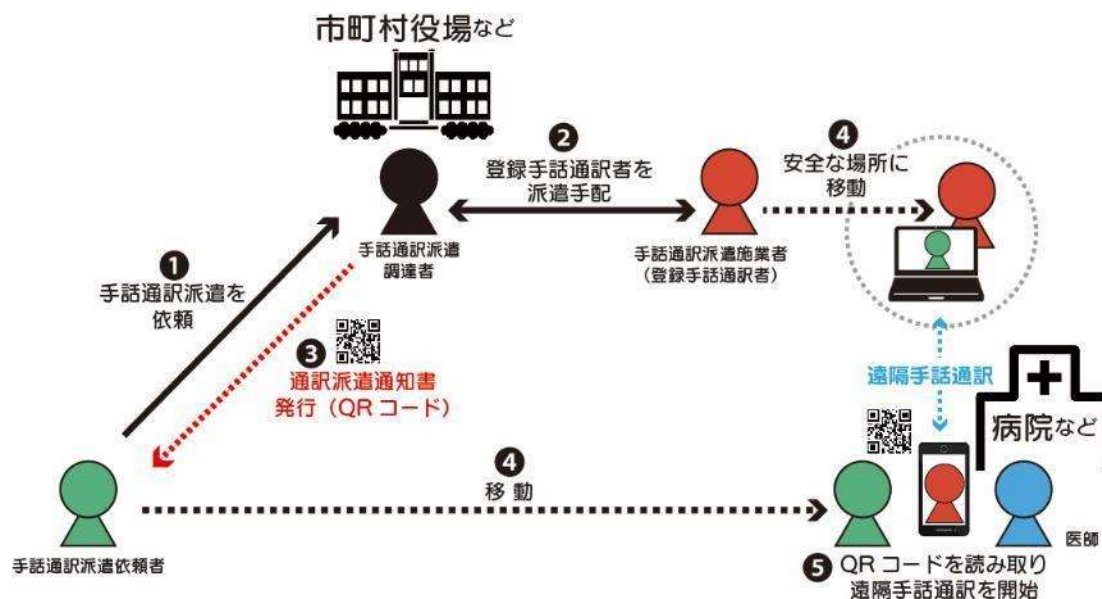 市町村役場など
❷
登録手話通訳者を
派遣手配
❹
安全な場所に
移動
手話通訳派遣
調達者
手話通訳派遣施業者
（登録手話通訳者）
❶
手話通訳派遣を
依頼
❸
通訳派遣通知書
発行（QRコード）
遠隔手話通訳
病院など
❹
移動
手話通訳派遣依頼者
医師
❺ QRコードを読み取り
遠隔手話通訳を開始